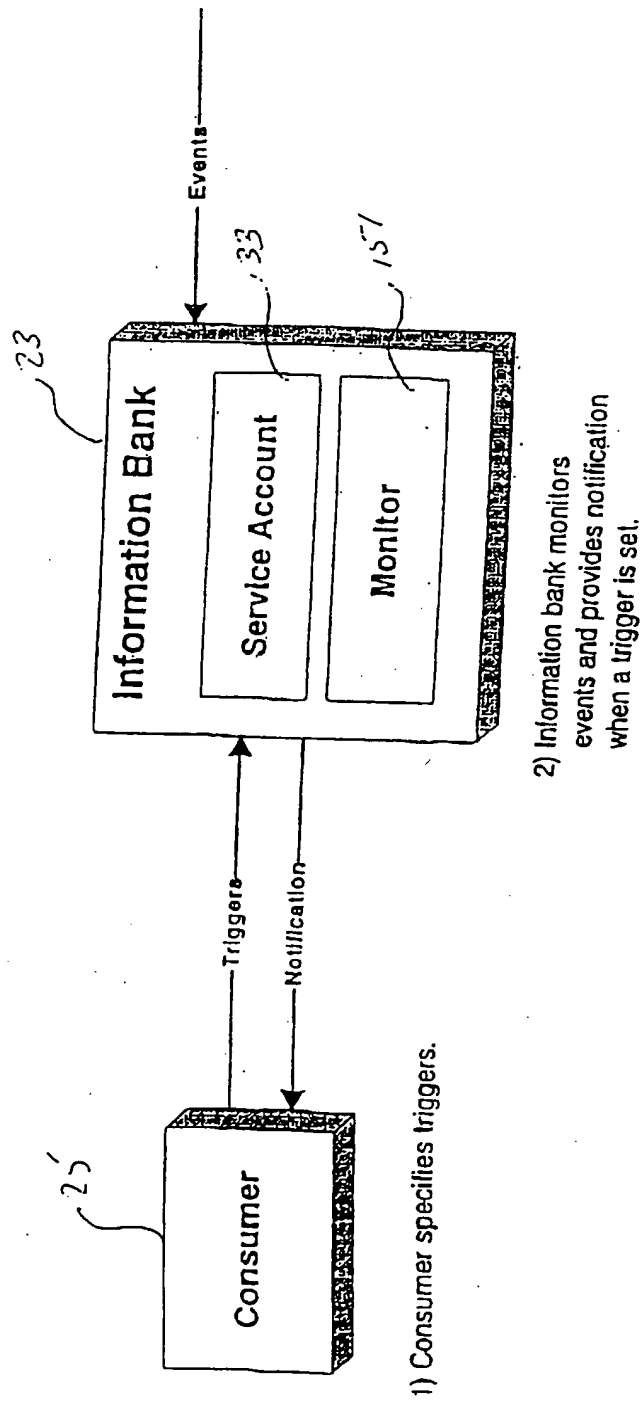 25
Consumer
1) Consumer specifies triggers.
Triggers
Notification
23
Information Bank
Service Account
33
Monitor
Events
2) Information bank monitors
events and provides notification
when a trigger is set.